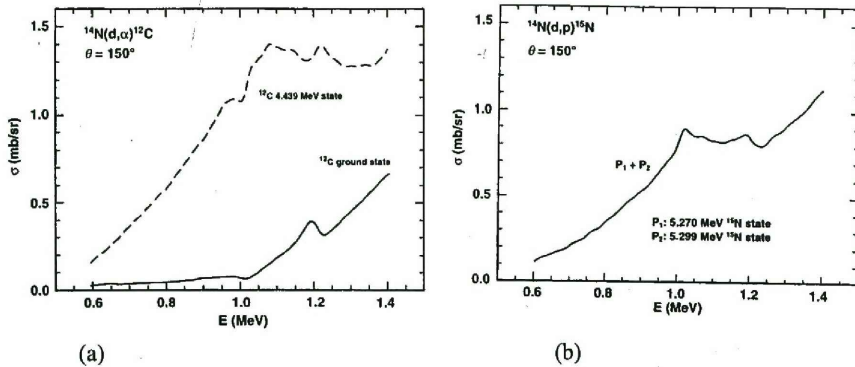 ¹⁴N(d,α)¹²C
θ = 150°
¹²C 4.439 MeV state
¹²C ground state
σ (mb/sr)
1.5
1.0
0.5
0.0
0.6
0.8
1.0
1.2
1.4
E (MeV)
(a)
¹⁴N(d,p)¹⁵N
θ = 150°
P₁ + P₂
P₁: 5.270 MeV ¹⁵N state
P₂: 5.299 MeV ¹⁵N state
σ (mb/sr)
1.5
1.0
0.5
0.0
0.6
0.8
1.0
1.2
1.4
E (MeV)
(b)